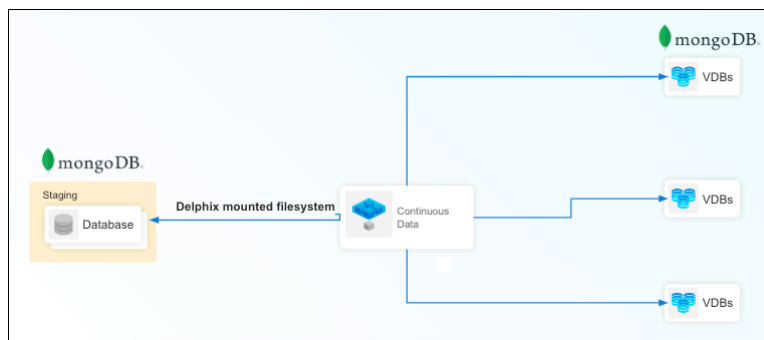 mongoDB®
VDBs
mongoDB®
Staging
Database
Delphix mounted filesystem
Continuous
Data
VDBs
VDBs